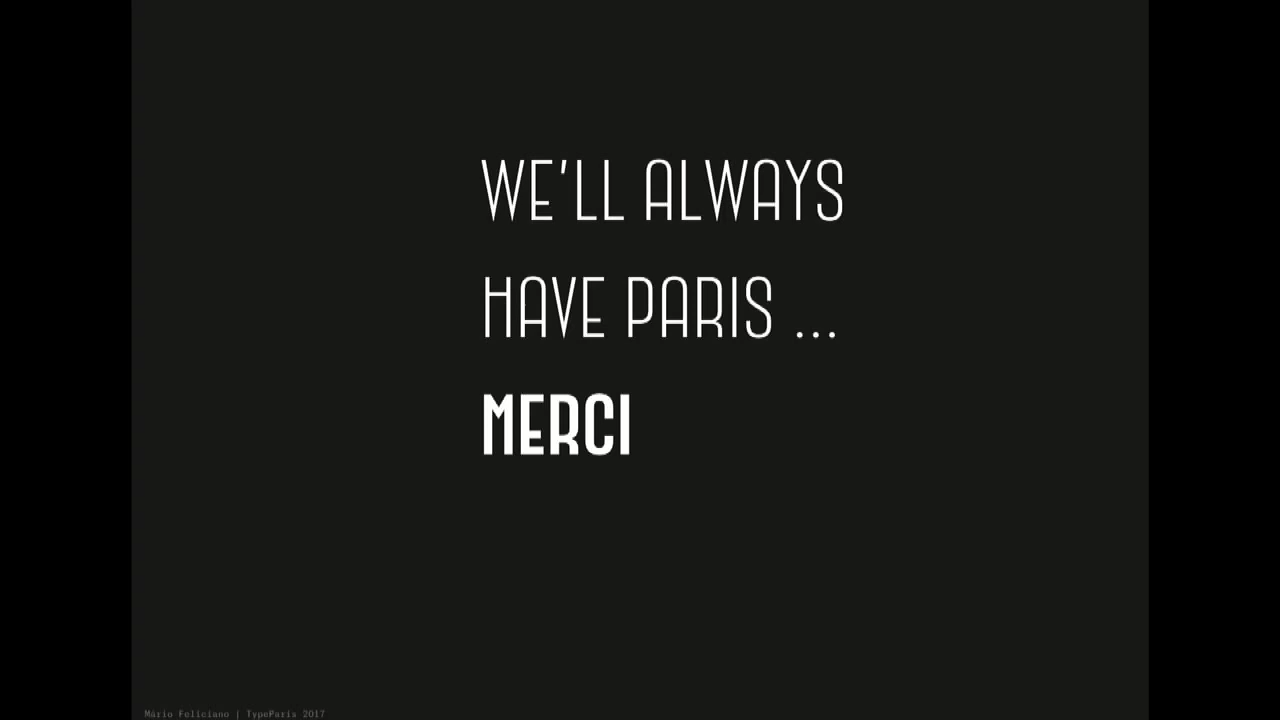 WE'LL ALWAYS
HAVE PARIS ...
MERCI
Mário Feliciano | TypeParis 2017